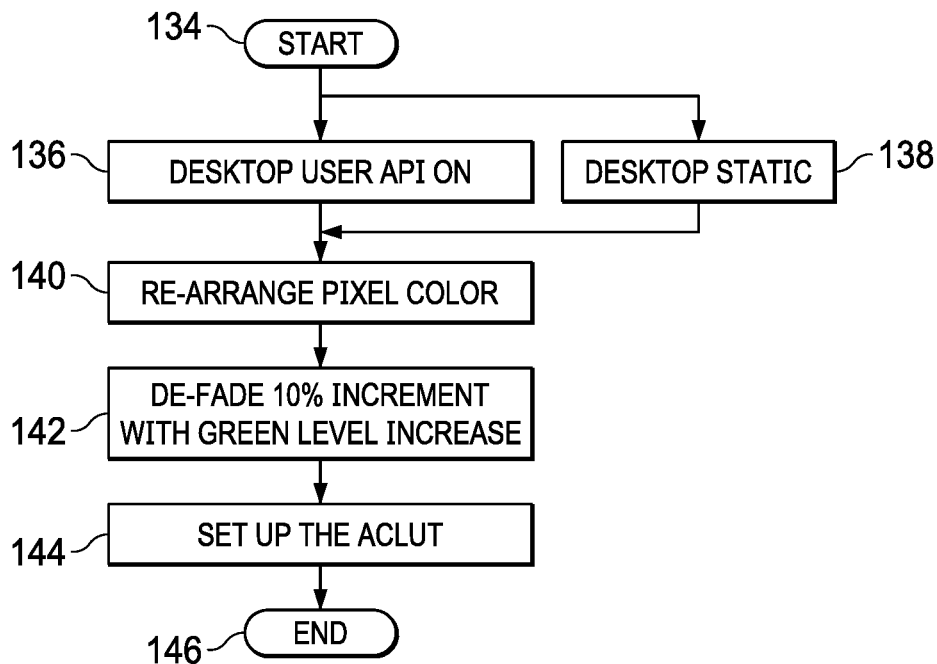 134
START
136
DESKTOP USER API ON
DESKTOP STATIC
138
140
RE-ARRANGE PIXEL COLOR
142
DE-FADE 10% INCREMENT
WITH GREEN LEVEL INCREASE
144
SET UP THE ACLUT
146
END